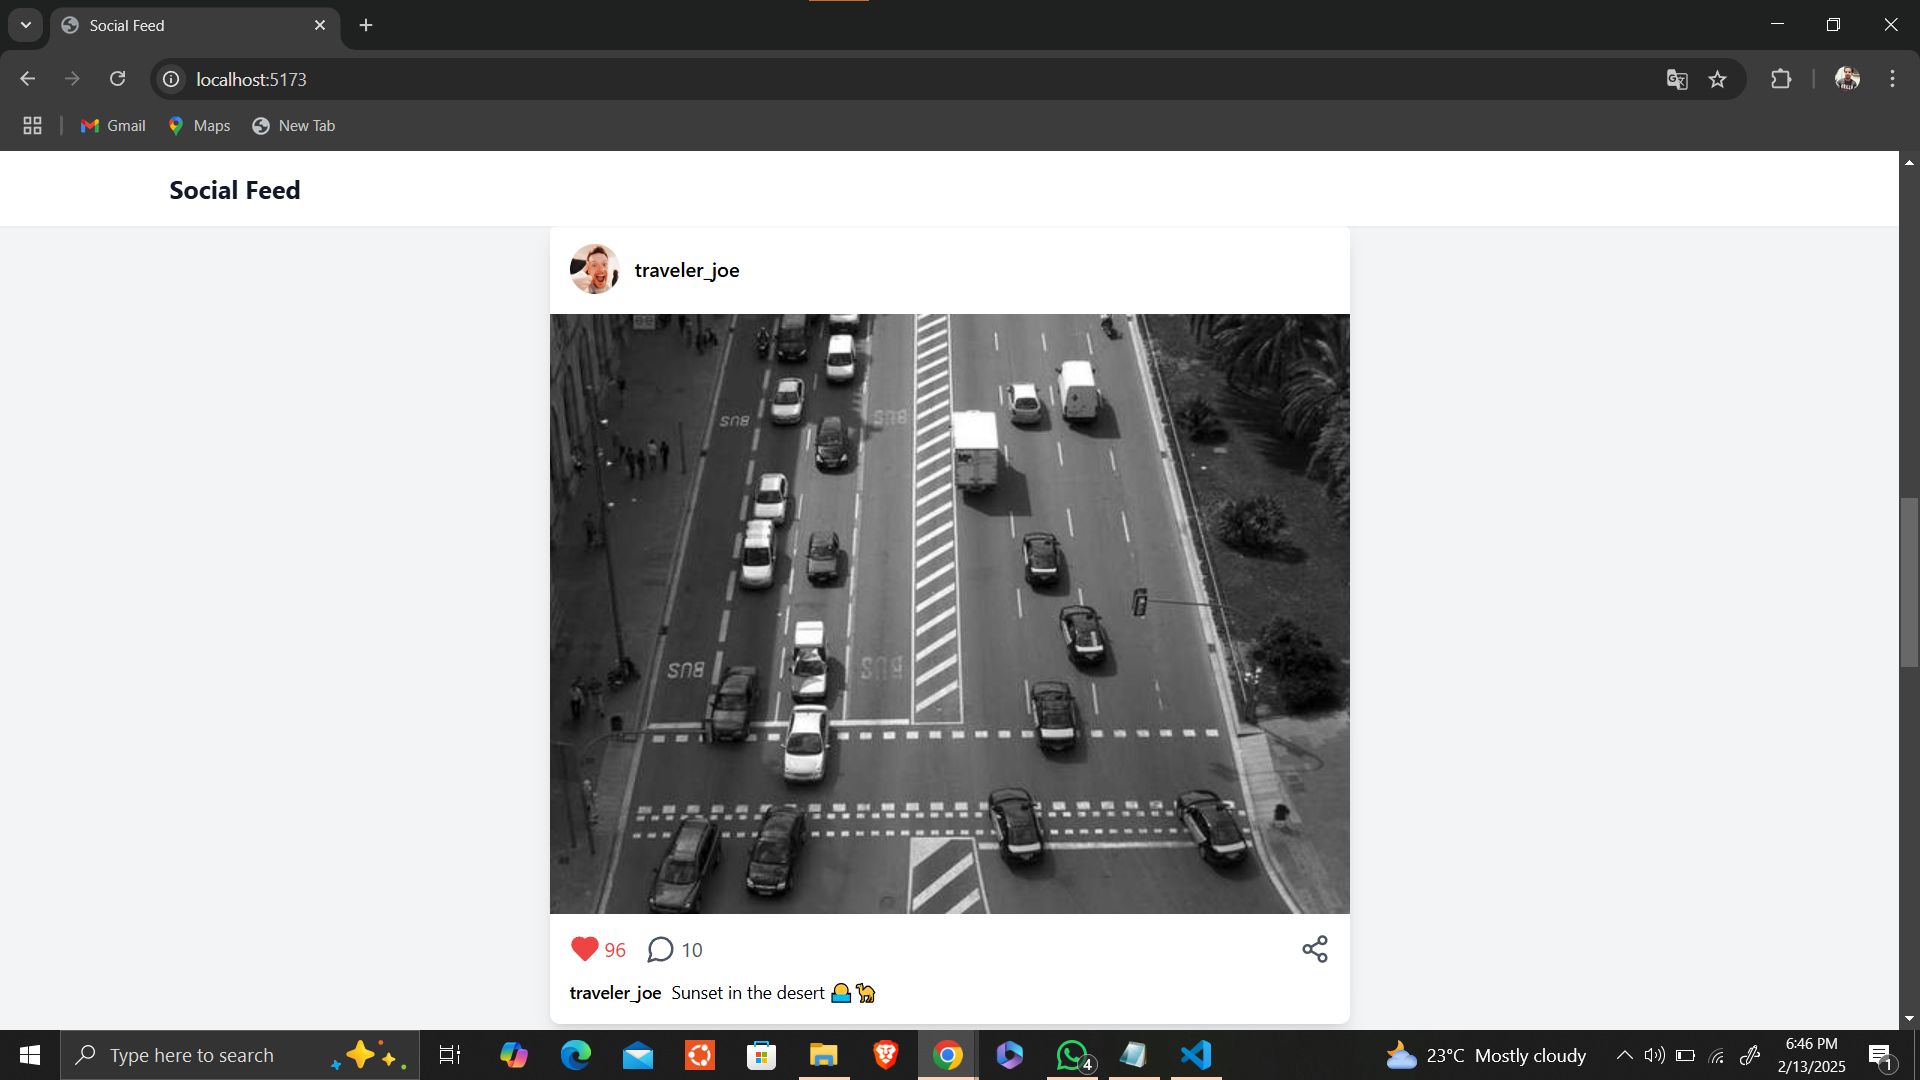 Social Feed
localhost:5173
Gmail
Maps
New Tab
Social Feed
traveler_joe
BUS
BUS
BUS
BUS
96
10
traveler_joe Sunset in the desert 🌅🐪
Type here to search
4
23°C Mostly cloudy
6:46 PM
2/13/2025
1